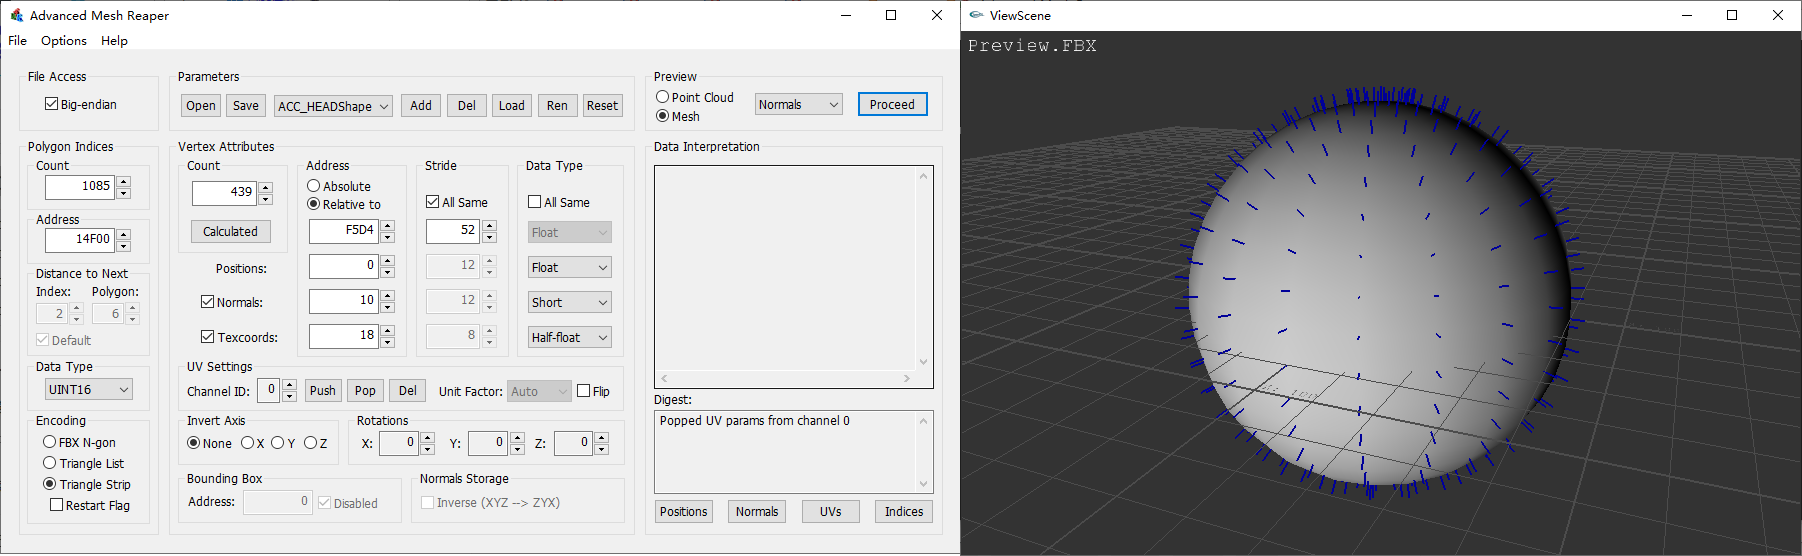 Advanced Mesh Reaper
File Options Help
File Access
Big-endian
Parameters
Open Save ACC_HEADShape Add Del Load Ren Reset
Preview
Point Cloud
Mesh
Normals
Proceed
Polygon Indices
Count
1085
Address
14F00
Distance to Next
Index: Polygon:
2 6
Default
Data Type
UINT16
Encoding
FBX N-gon
Triangle List
Triangle Strip
Restart Flag
Vertex Attributes
Count
439
Calculated
Address
Absolute
Relative to
F5D4
Stride
All Same
52
Data Type
All Same
Float
Positions: 0 12 Float
Normals: 10 12 Short
Texcoords: 18 8 Half-float
UV Settings
Channel ID: 0 Push Pop Del Unit Factor: Auto Flip
Invert Axis
None X Y Z
Rotations
X: 0 Y: 0 Z: 0
Bounding Box
Address: 0 Disabled
Normals Storage
Inverse (XYZ --> ZYX)
Data Interpretation
Digest:
Popped UV params from channel 0
Positions Normals UVs Indices
ViewScene
Preview.FBX